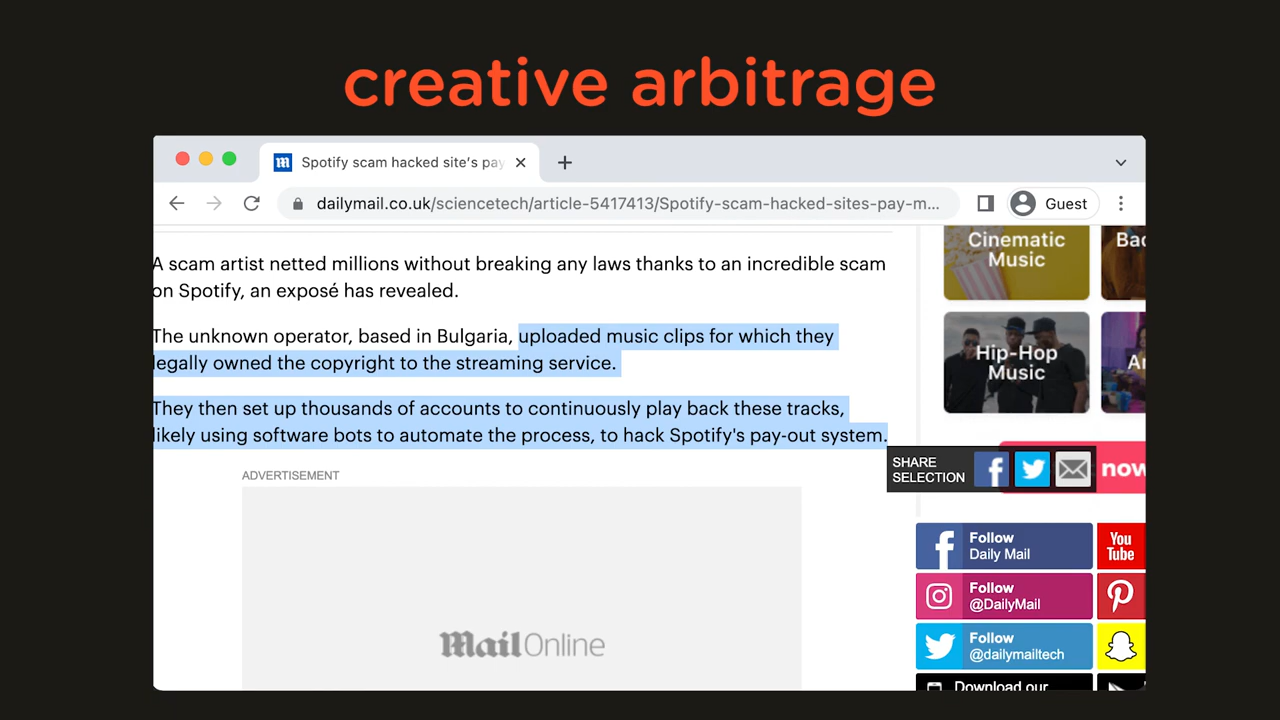 creative arbitrage
Spotify scam hacked site's pay
dailymail.co.uk/sciencetech/article-5417413/Spotify-scam-hacked-sites-pay-m...
Guest
A scam artist netted millions without breaking any laws thanks to an incredible scam
on Spotify, an exposé has revealed.
The unknown operator, based in Bulgaria, uploaded music clips for which they
legally owned the copyright to the streaming service.
They then set up thousands of accounts to continuously play back these tracks,
likely using software bots to automate the process, to hack Spotify's pay-out system.
ADVERTISEMENT
Mail Online
Cinematic
Music
Hip-Hop
Music
SHARE
SELECTION
now
Follow
Daily Mail
You
Tube
Follow
@DailyMail
Follow
@dailymailtech
Download our